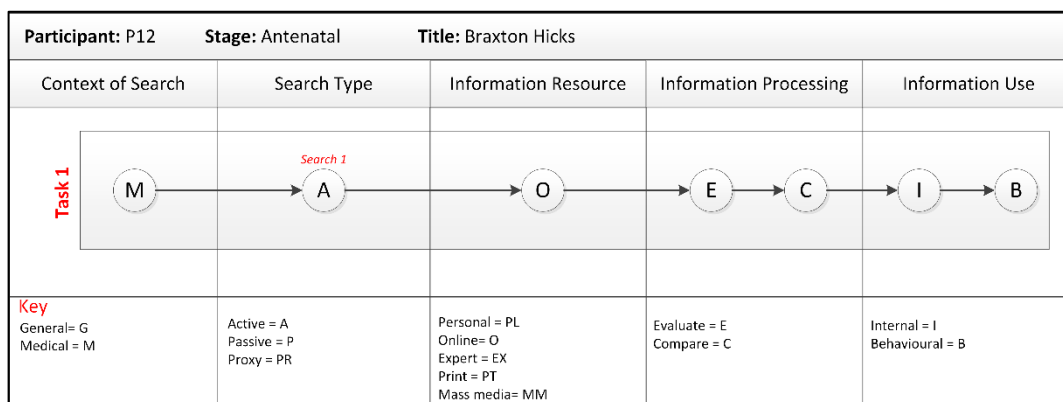 Participant: P12 Stage: Antenatal Title: Braxton Hicks
Context of Search Search Type Information Resource Information Processing Information Use
Task 1
Search 1
M A O E C I B
Key
General= G
Medical = M
Active = A
Passive = P
Proxy = PR
Personal = PL
Online= O
Expert = EX
Print = PT
Mass media= MM
Evaluate = E
Compare = C
Internal = I
Behavioural = B